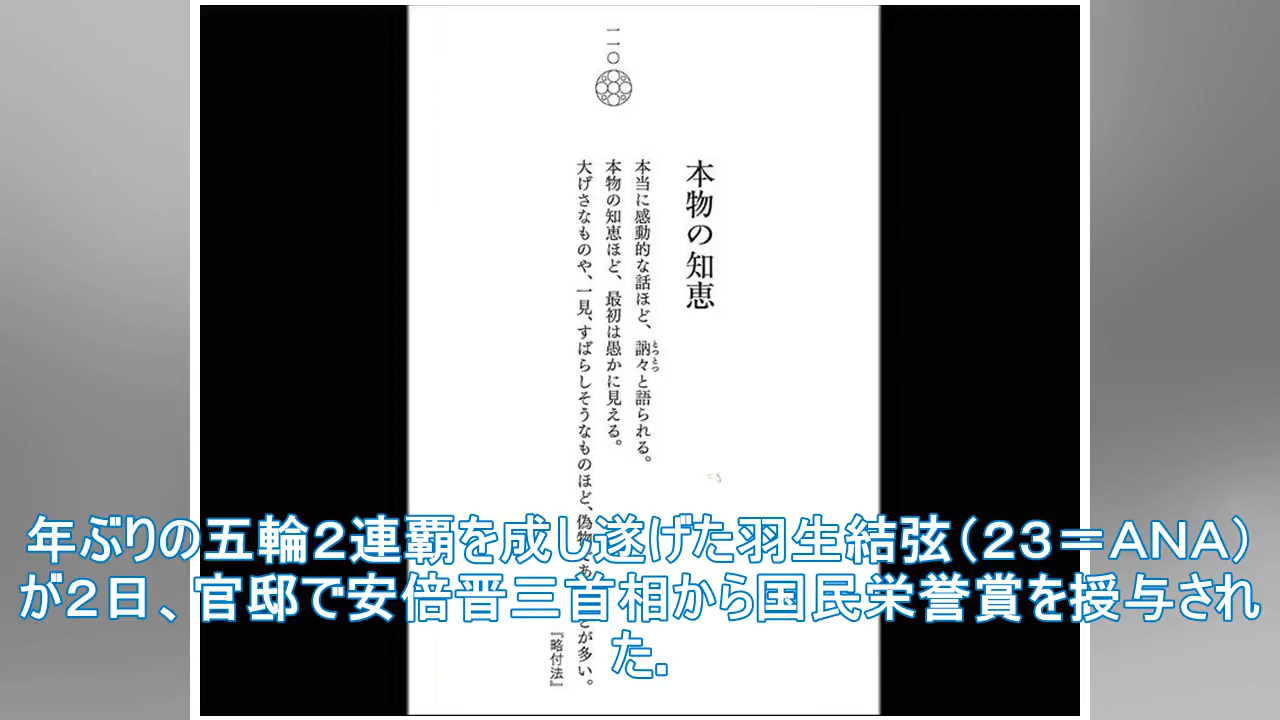 一一〇
本物の知恵
本当に感動的な話ほど、訥々と語られる。
とつとつ
本物の知恵ほど、最初は愚かに見える。
大げさなものや、一見、すばらしそうなものほど、偽物
が多い。
『略付法』
年ぶりの五輪２連覇を成し遂げた羽生結弦（２３＝ＡＮＡ）
が２日、官邸で安倍晋三首相から国民栄誉賞を授与され
た．